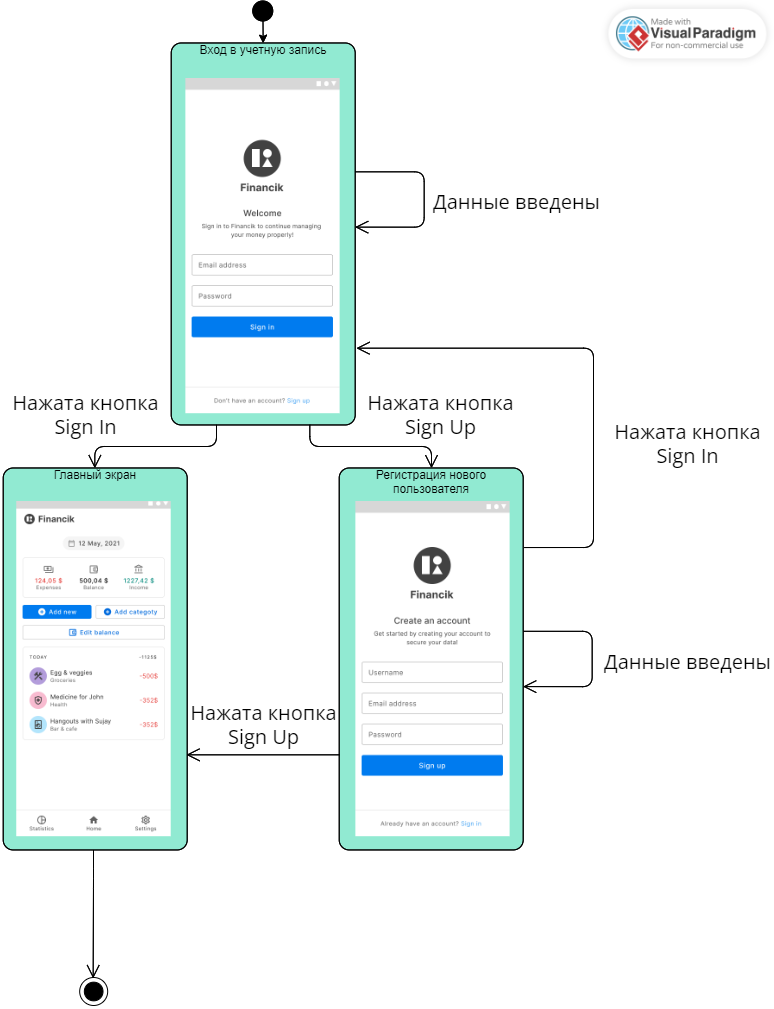 Made with
Visual Paradigm
For non-commercial use
Вход в учетную запись
Financik
Welcome
Sign in to Financik to continue managing
your money properly!
Email address
Password
Sign in
Don't have an account? Sign up
Данные введены
Нажата кнопка
Sign In
Нажата кнопка
Sign Up
Нажата кнопка
Sign In
Главный экран
Financik
12 May, 2021
124,05 $
500,04 $
1227,42 $
Expenses
Balance
Income
Add new
Add categoty
Edit balance
TODAY
-1125$
Egg & veggies
Groceries
-500$
Medicine for John
Health
-352$
Hangouts with Sujay
Bar & cafe
-352$
Statistics
Home
Settings
Нажата кнопка
Sign Up
Регистрация нового
пользователя
Financik
Create an account
Get started by creating your account to
secure your data!
Username
Email address
Password
Sign up
Already have an account? Sign in
Данные введены